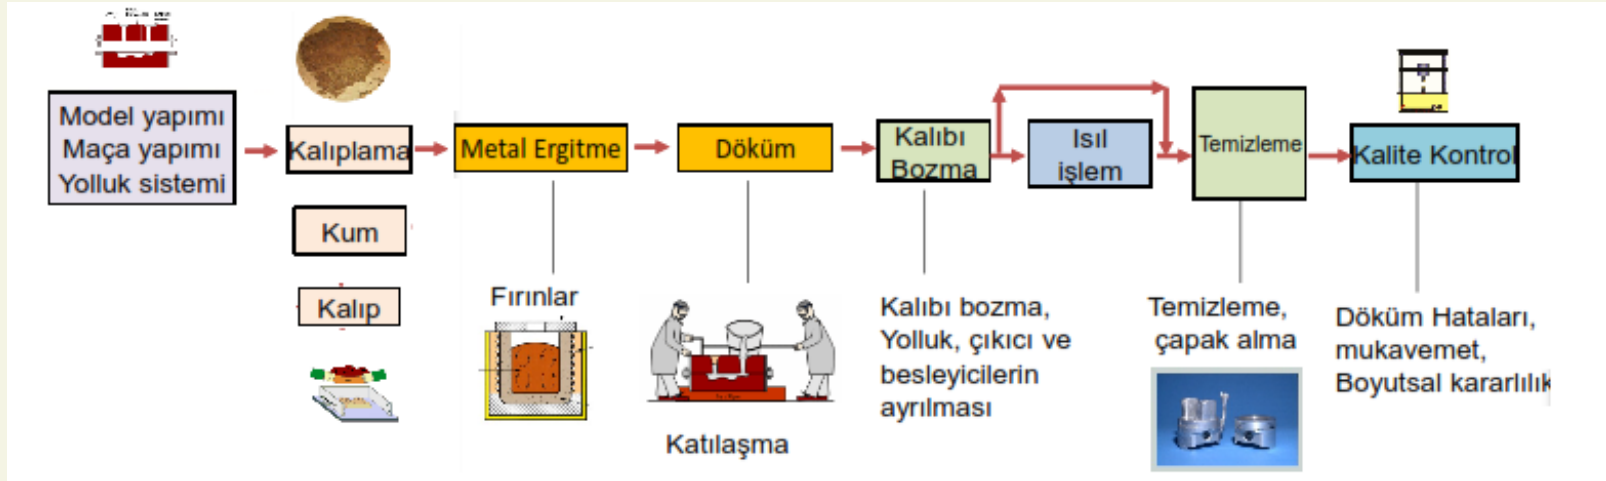 Model yapımı
Maça yapımı
Yolluk sistemi
Kalıplama
Kum
Kalıp
Metal Ergitme
Fırınlar
Döküm
Katılaşma
Kalıbı
Bozma
Kalıbı bozma,
Yolluk, çıkıcı ve
besleyicilerin
ayrılması
Isıl
işlem
Temizleme
Temizleme,
çapak alma
Kalite Kontrol
Döküm Hataları,
mukavemet,
Boyutsal kararlılık